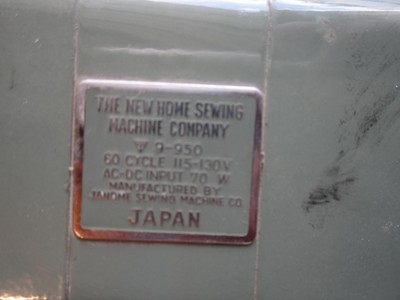 THE NEW HOME SEWING
MACHINE COMPANY
9-950
60 CYCLE 115-130V
AC-DC INPUT 70 W
MANUFACTURED BY
JANOME SEWING MACHINE CO
JAPAN